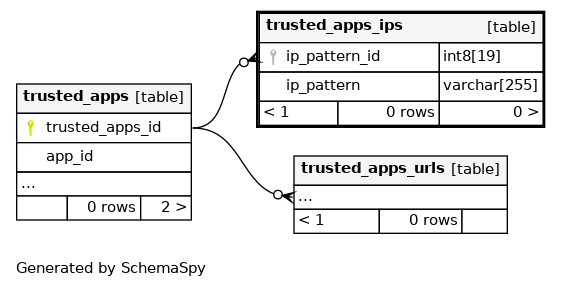 trusted_apps_ips [table]
ip_pattern_id int8[19]
ip_pattern varchar[255]
< 1 0 rows 0 >
trusted_apps [table]
trusted_apps_id
app_id
...
0 rows 2 >
trusted_apps_urls [table]
...
< 1 0 rows
Generated by SchemaSpy